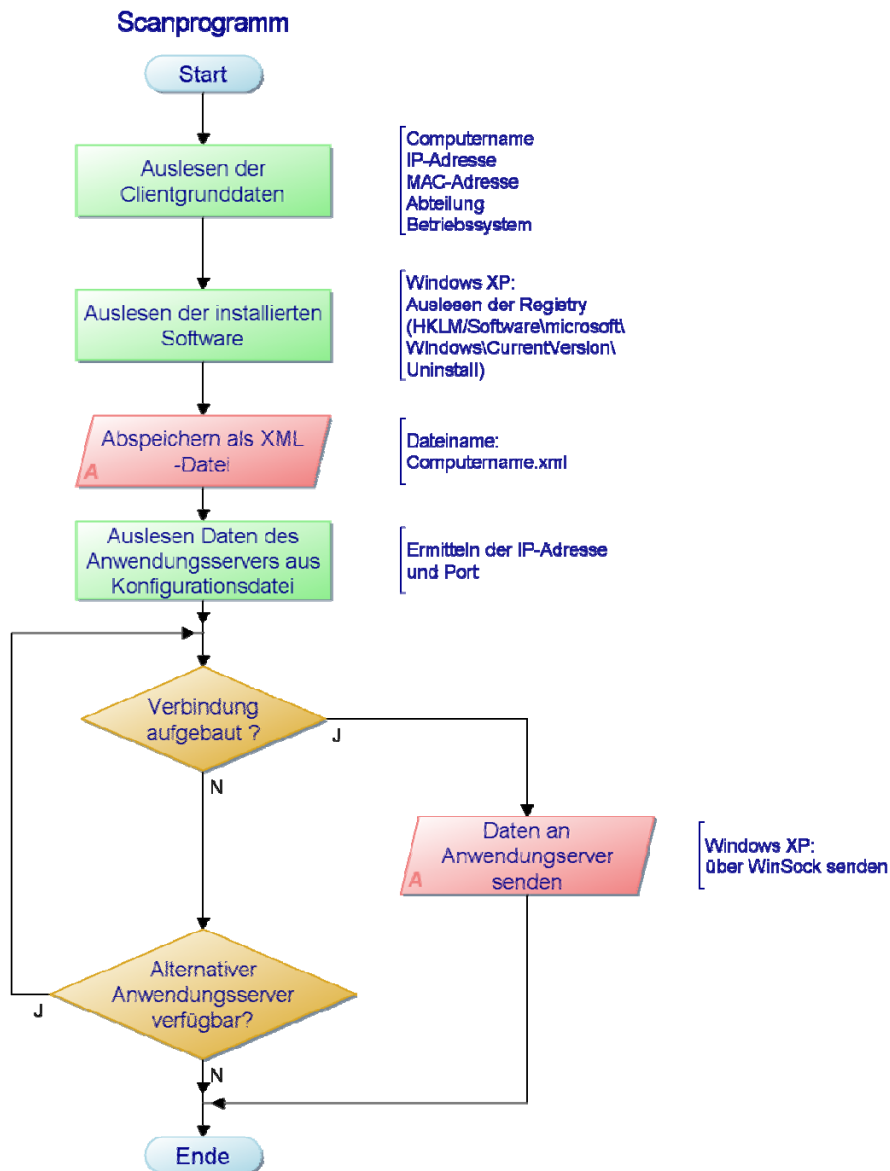 Scanprogramm
Start
Auslesen der
Clientgrunddaten
Computername
IP-Adresse
MAC-Adresse
Abteilung
Betriebssystem
Auslesen der installierten
Software
Windows XP:
Auslesen der Registry
(HKLM/Software\microsoft\
Windows\CurrentVersion\
Uninstall)
Abspeichern als XML
-Datei
A
Dateiname:
Computername.xml
Auslesen Daten des
Anwendungsservers aus
Konfigurationsdatei
Ermitteln der IP-Adresse
und Port
Verbindung
aufgebaut ?
J
N
Daten an
Anwendungserver
senden
A
Windows XP:
über WinSock senden
Alternativer
Anwendungsserver
verfügbar?
J
N
Ende